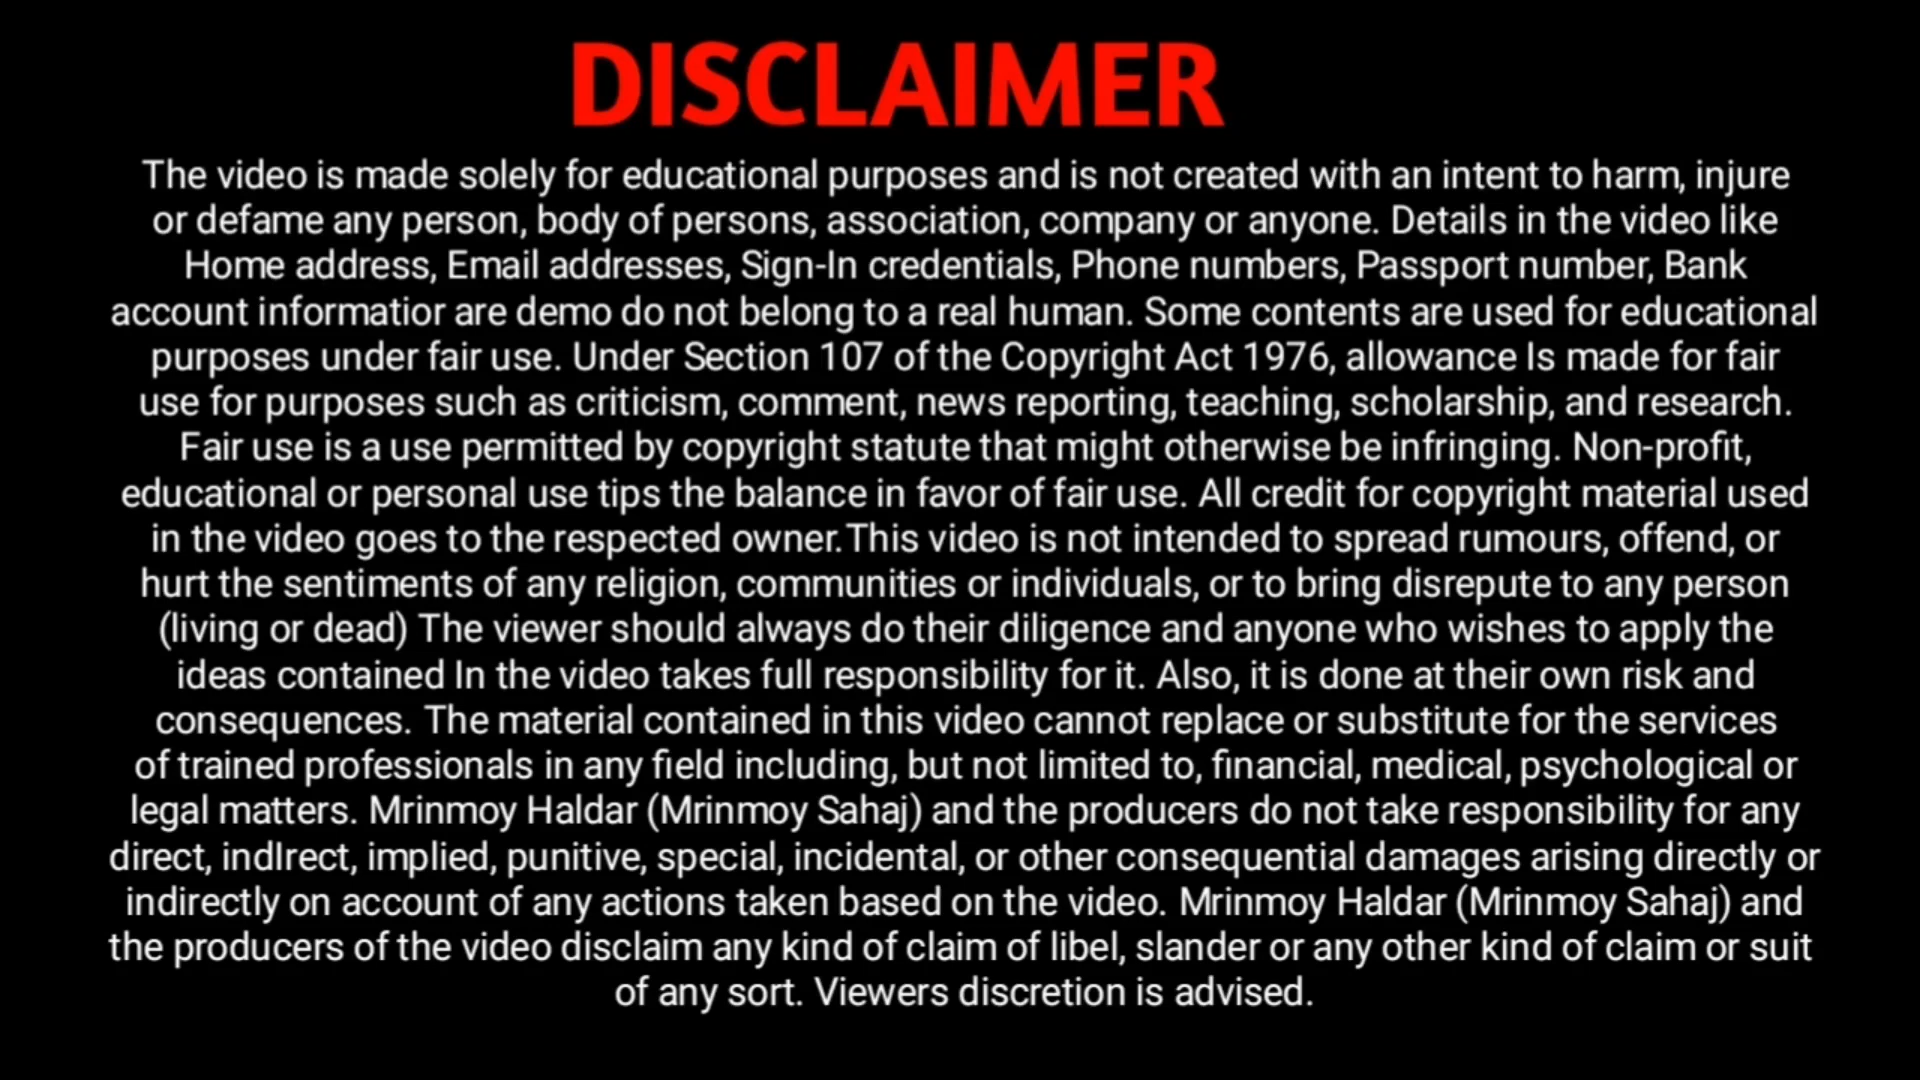 DISCLAIMER
The video is made solely for educational purposes and is not created with an intent to harm, injure
or defame any person, body of persons, association, company or anyone. Details in the video like
Home address, Email addresses, Sign-In credentials, Phone numbers, Passport number, Bank
account informatior are demo do not belong to a real human. Some contents are used for educational
purposes under fair use. Under Section 107 of the Copyright Act 1976, allowance Is made for fair
use for purposes such as criticism, comment, news reporting, teaching, scholarship, and research.
Fair use is a use permitted by copyright statute that might otherwise be infringing. Non-profit,
educational or personal use tips the balance in favor of fair use. All credit for copyright material used
in the video goes to the respected owner.This video is not intended to spread rumours, offend, or
hurt the sentiments of any religion, communities or individuals, or to bring disrepute to any person
(living or dead) The viewer should always do their diligence and anyone who wishes to apply the
ideas contained In the video takes full responsibility for it. Also, it is done at their own risk and
consequences. The material contained in this video cannot replace or substitute for the services
of trained professionals in any field including, but not limited to, financial, medical, psychological or
legal matters. Mrinmoy Haldar (Mrinmoy Sahaj) and the producers do not take responsibility for any
direct, indIrect, implied, punitive, special, incidental, or other consequential damages arising directly or
indirectly on account of any actions taken based on the video. Mrinmoy Haldar (Mrinmoy Sahaj) and
the producers of the video disclaim any kind of claim of libel, slander or any other kind of claim or suit
of any sort. Viewers discretion is advised.